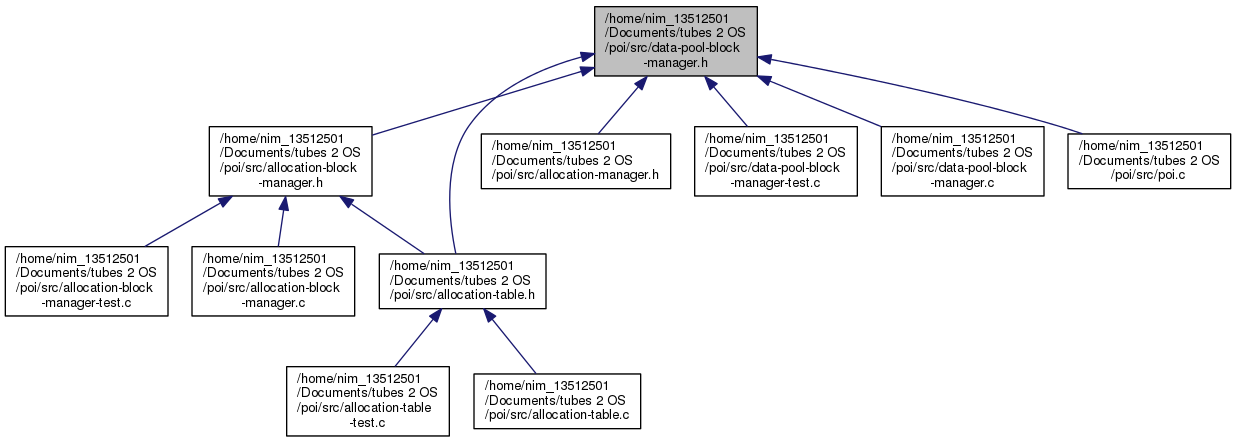 /home/nim_13512501
/Documents/tubes 2 OS
/poi/src/data-pool-block
-manager.h
/home/nim_13512501
/Documents/tubes 2 OS
/poi/src/allocation-block
-manager.h
/home/nim_13512501
/Documents/tubes 2 OS
/poi/src/allocation-manager.h
/home/nim_13512501
/Documents/tubes 2 OS
/poi/src/data-pool-block
-manager-test.c
/home/nim_13512501
/Documents/tubes 2 OS
/poi/src/data-pool-block
-manager.c
/home/nim_13512501
/Documents/tubes 2 OS
/poi/src/poi.c
/home/nim_13512501
/Documents/tubes 2 OS
/poi/src/allocation-block
-manager-test.c
/home/nim_13512501
/Documents/tubes 2 OS
/poi/src/allocation-block
-manager.c
/home/nim_13512501
/Documents/tubes 2 OS
/poi/src/allocation-table.h
/home/nim_13512501
/Documents/tubes 2 OS
/poi/src/allocation-table
-test.c
/home/nim_13512501
/Documents/tubes 2 OS
/poi/src/allocation-table.c